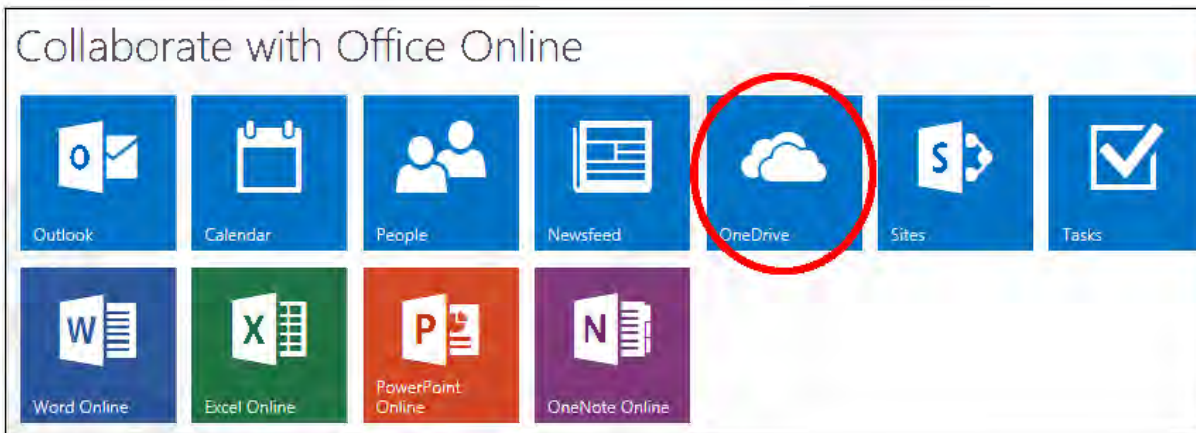 Collaborate with Office Online
O
S
Outlook
Calendar
People
Newsfeed
OneDrive
Sites
Tasks
W
X
P
N
Word Online
Excel Online
PowerPoint
Online
OneNote Online